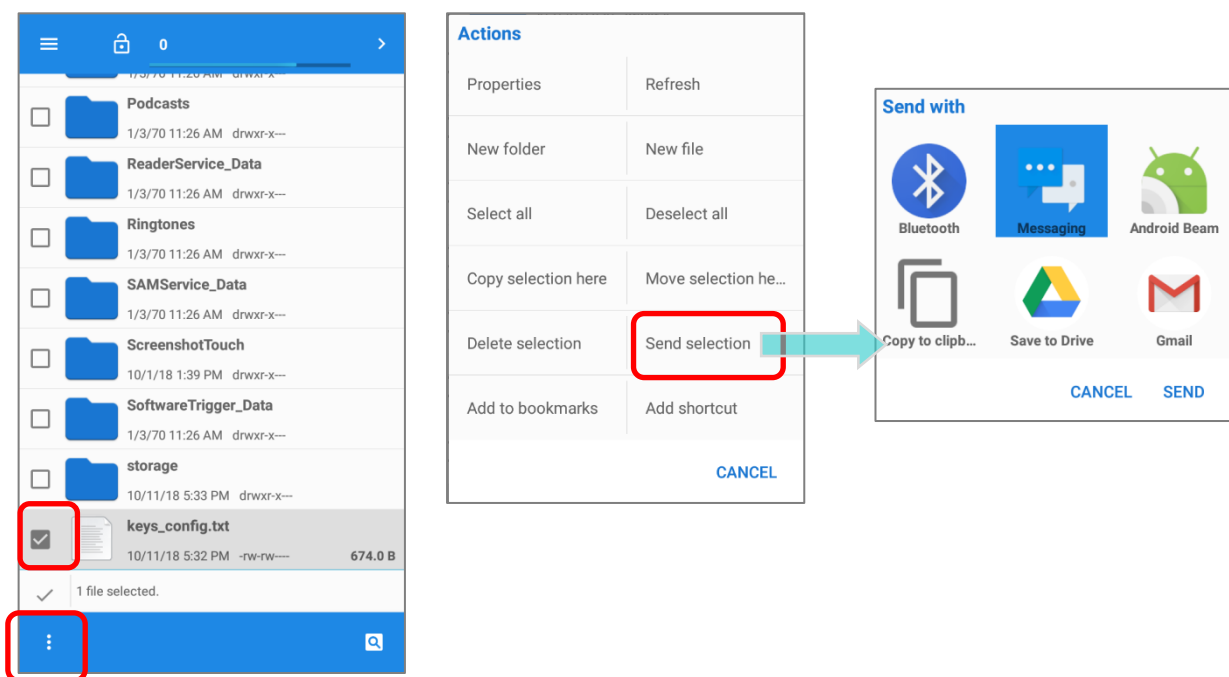 0
1/3/70 11:26 AM drwxr-x---
Podcasts
1/3/70 11:26 AM drwxr-x---
ReaderService_Data
1/3/70 11:26 AM drwxr-x---
Ringtones
1/3/70 11:26 AM drwxr-x---
SAMService_Data
1/3/70 11:26 AM drwxr-x---
ScreenshotTouch
10/1/18 1:39 PM drwxr-x---
SoftwareTrigger_Data
1/3/70 11:26 AM drwxr-x---
storage
10/11/18 5:33 PM drwxr-x---
keys_config.txt
10/11/18 5:32 PM -rw-rw---- 674.0 B
1 file selected.
Actions
Properties Refresh
New folder New file
Select all Deselect all
Copy selection here Move selection he...
Delete selection Send selection
Add to bookmarks Add shortcut
CANCEL
Send with
Bluetooth Messaging Android Beam
Copy to clipb... Save to Drive Gmail
CANCEL SEND